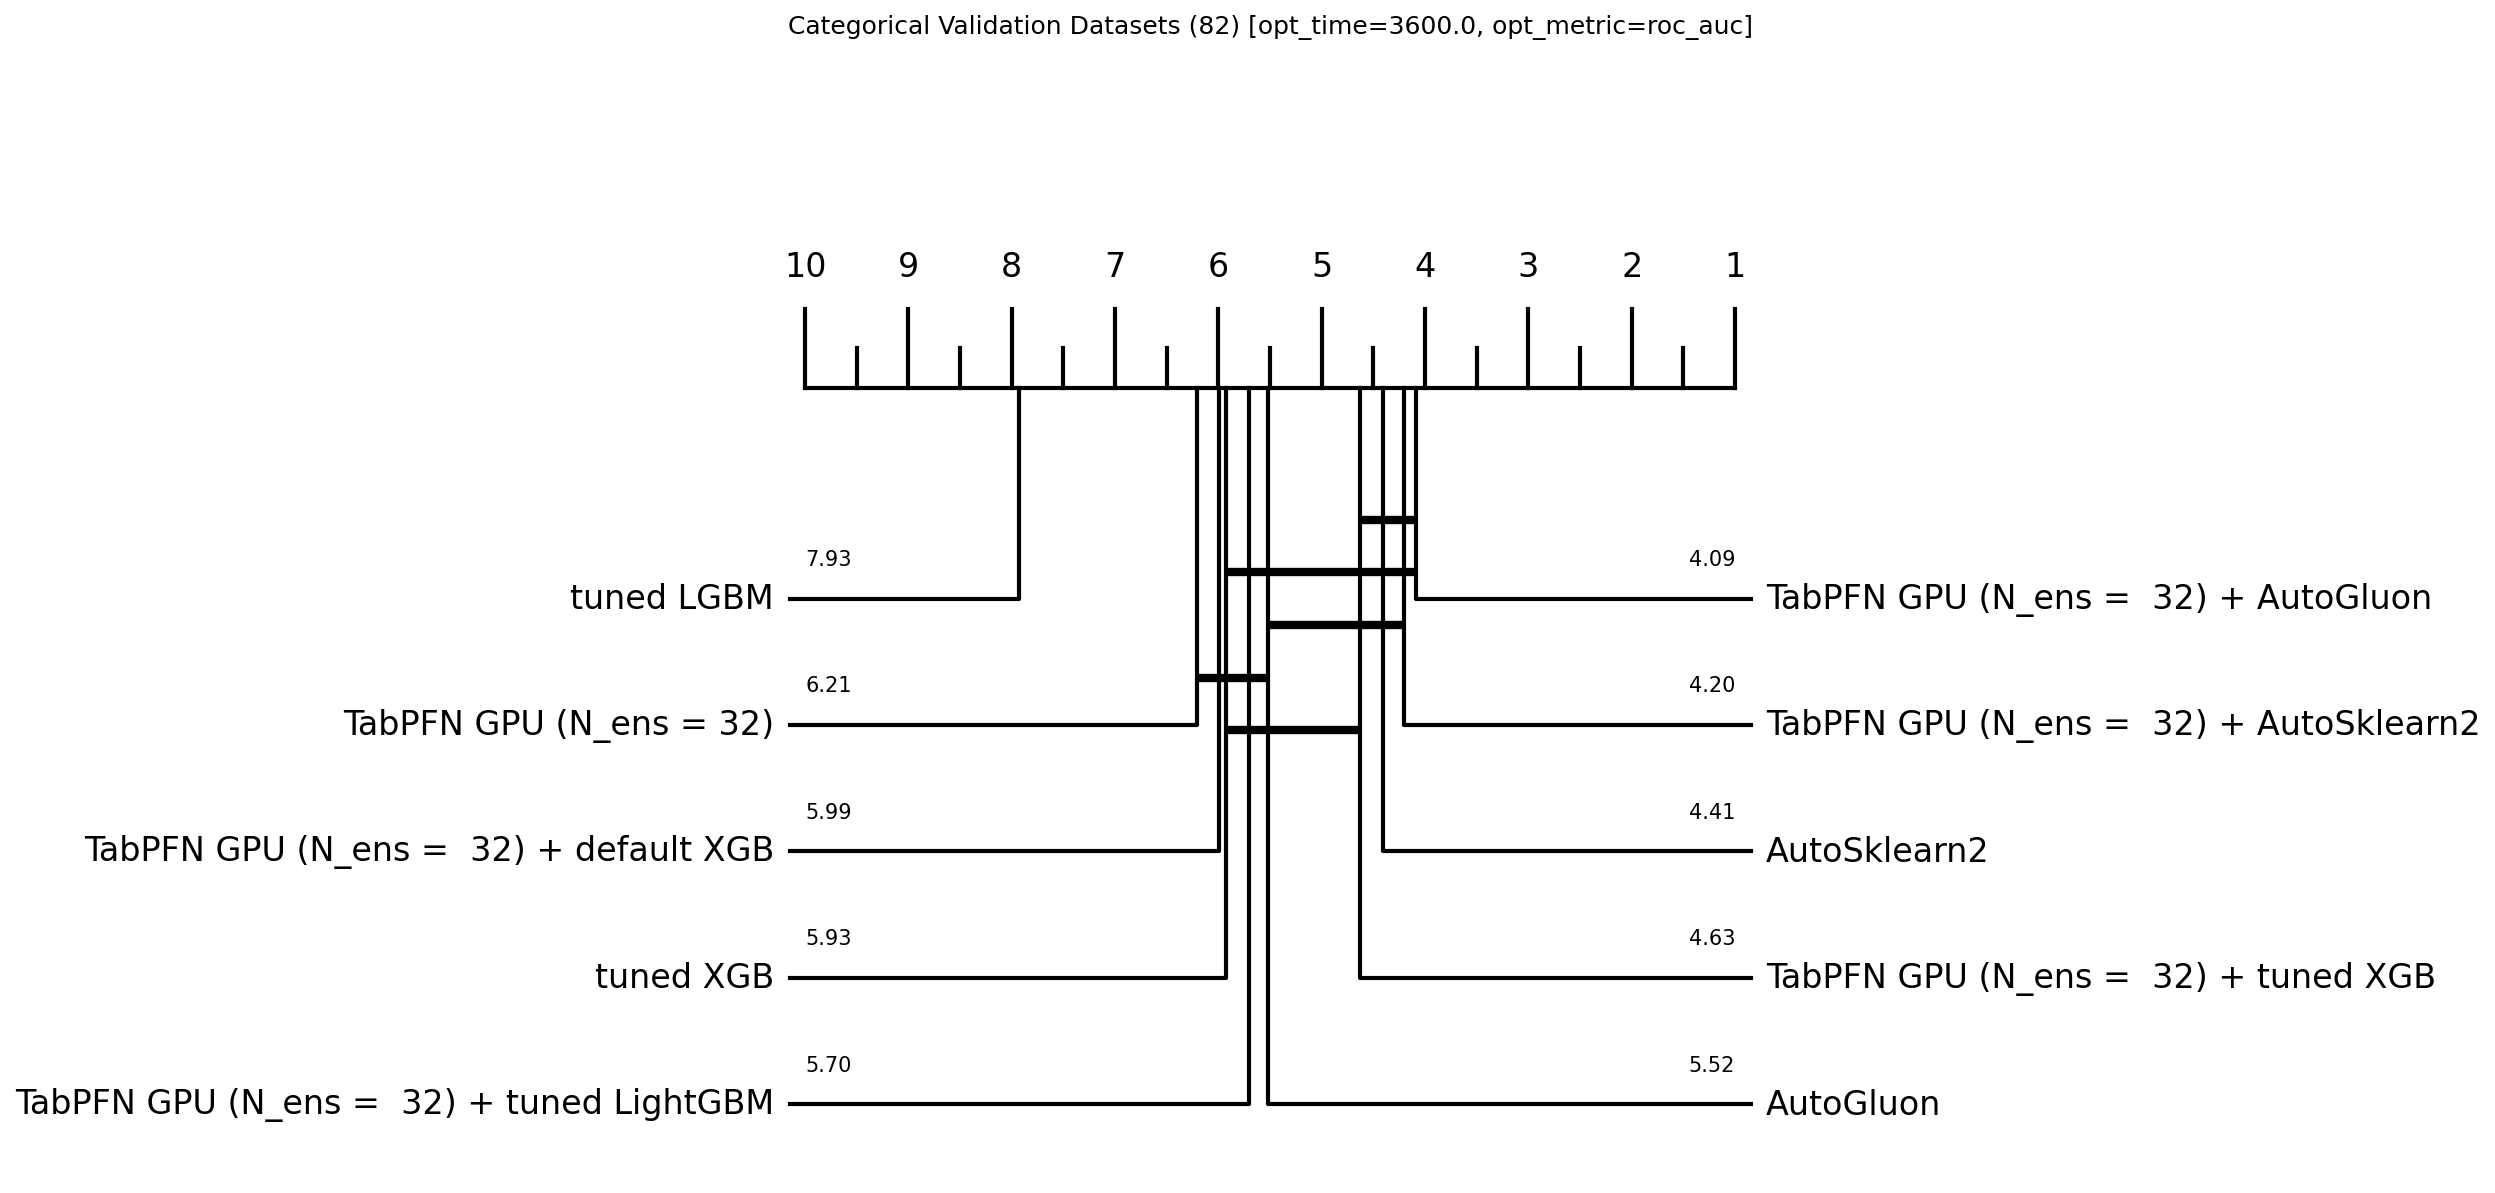 Categorical Validation Datasets (82) [opt_time=3600.0, opt_metric=roc_auc]
10 9 8 7 6 5 4 3 2 1
7.93
tuned LGBM
4.09
TabPFN GPU (N_ens =  32) + AutoGluon
6.21
TabPFN GPU (N_ens = 32)
4.20
TabPFN GPU (N_ens =  32) + AutoSklearn2
5.99
TabPFN GPU (N_ens =  32) + default XGB
4.41
AutoSklearn2
5.93
tuned XGB
4.63
TabPFN GPU (N_ens =  32) + tuned XGB
5.70
TabPFN GPU (N_ens =  32) + tuned LightGBM
5.52
AutoGluon